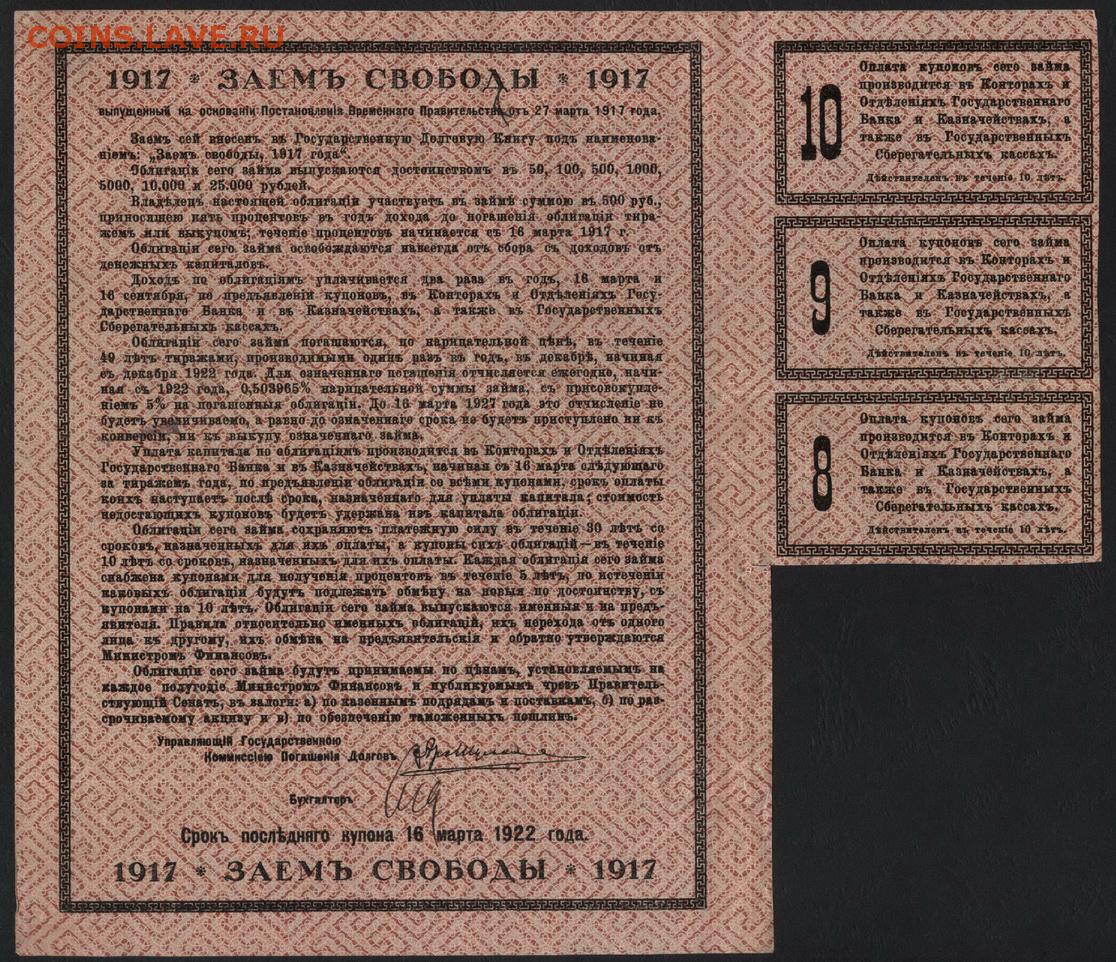 COINS.LAVE.RU
1917 * ЗАЕМЪ СВОБОДЫ * 1917
выпущенный на основаніи Постановленія Временнаго Правительства отъ 27 марта 1917 года.
Заемъ сей внесенъ въ Государственную Долговую Книгу подъ наименова-
ніемъ: „Заемъ свободы, 1917 года“.
Облигаціи сего займа выпускаются достоинствомъ въ 50, 100, 500, 1000,
5000, 10.000 и 25.000 рублей.
Владѣлецъ настоящей облигаціи участвуетъ въ займѣ суммою въ 500 руб.,
приносящею пять процентовъ въ годъ дохода до погашенія облигаціи тира-
жемъ или выкупомъ; теченіе процентовъ начинается съ 16 марта 1917 г.
Облигаціи сего займа освобождаются навсегда отъ сбора съ доходовъ отъ
денежныхъ капиталовъ.
Доходъ по облигаціямъ уплачивается два раза въ годъ, 16 марта и
16 сентября, по предъявленіи купоновъ, въ Конторахъ и Отдѣленіяхъ Госу-
дарственнаго Банка и въ Казначействахъ, а также въ Государственныхъ
Сберегательныхъ кассахъ.
Облигаціи сего займа погашаются, по нарицательной цѣнѣ, въ теченіе
49 лѣтъ тиражами, производимыми одинъ разъ въ годъ, въ декабрѣ, начиная
съ декабря 1922 года. Для означеннаго погашенія отчисляется ежегодно, начи-
ная съ 1922 года, 0,503965% нарицательной суммы займа, съ присовокупле-
ніемъ 5% на погашенныя облигаціи. До 16 марта 1927 года это отчисленіе не
будетъ увеличиваемо, а равно до означеннаго срока не будетъ приступлено ни къ
конверсіи, ни къ выкупу означеннаго займа.
Уплата капитала по облигаціямъ производится въ Конторахъ и Отдѣленіяхъ
Государственнаго Банка и въ Казначействахъ, начиная съ 16 марта слѣдующаго
за тиражемъ года, по предъявленіи облигаціи со всѣми купонами, срокъ оплаты
коихъ наступаетъ послѣ срока, назначеннаго для уплаты капитала; стоимость
недостающихъ купоновъ будетъ удержана изъ капитала облигаціи.
Облигаціи сего займа сохраняютъ платежную силу въ теченіе 30 лѣтъ со
сроковъ, назначенныхъ для ихъ оплаты, а купоны сихъ облигацій — въ теченіе
10 лѣтъ со сроковъ, назначенныхъ для ихъ оплаты. Каждая облигація сего займа
снабжена купонами для полученія процентовъ въ теченіе 5 лѣтъ, по истеченіи
каковыхъ облигаціи будутъ подлежать обмѣну на новыя по достоинству, съ
купонами на 10 лѣтъ. Облигаціи сего займа выпускаются именныя и на предъ-
явителя. Правила относительно именныхъ облигацій, ихъ перехода отъ одного
лица къ другому, ихъ обмѣна на предъявительскія и обратно утверждаются
Министромъ Финансовъ.
Облигаціи сего займа будутъ принимаемы по цѣнамъ, установляемымъ на
каждое полугодіе Министромъ Финансовъ и публикуемымъ чрезъ Правитель-
ствующій Сенатъ, въ залоги: а) по казеннымъ подрядамъ и поставкамъ, б) по раз-
срочиваемому акцизу и в) по обезпеченію таможенныхъ пошлинъ.
Управляющій Государственною
Коммиссіею Погашенія Долговъ
Бухгалтеръ
Срокъ послѣдняго купона 16 марта 1922 года.
1917 * ЗАЕМЪ СВОБОДЫ * 1917
10
Оплата купоновъ сего займа
производится въ Конторахъ и
Отдѣленіяхъ Государственнаго
Банка и Казначействахъ, а
также въ Государственныхъ
Сберегательныхъ кассахъ.
Дѣйствителенъ въ теченіе 10 лѣтъ.
9
Оплата купоновъ сего займа
производится въ Конторахъ и
Отдѣленіяхъ Государственнаго
Банка и Казначействахъ, а
также въ Государственныхъ
Сберегательныхъ кассахъ.
Дѣйствителенъ въ теченіе 10 лѣтъ.
8
Оплата купоновъ сего займа
производится въ Конторахъ и
Отдѣленіяхъ Государственнаго
Банка и Казначействахъ, а
также въ Государственныхъ
Сберегательныхъ кассахъ.
Дѣйствителенъ въ теченіе 10 лѣтъ.